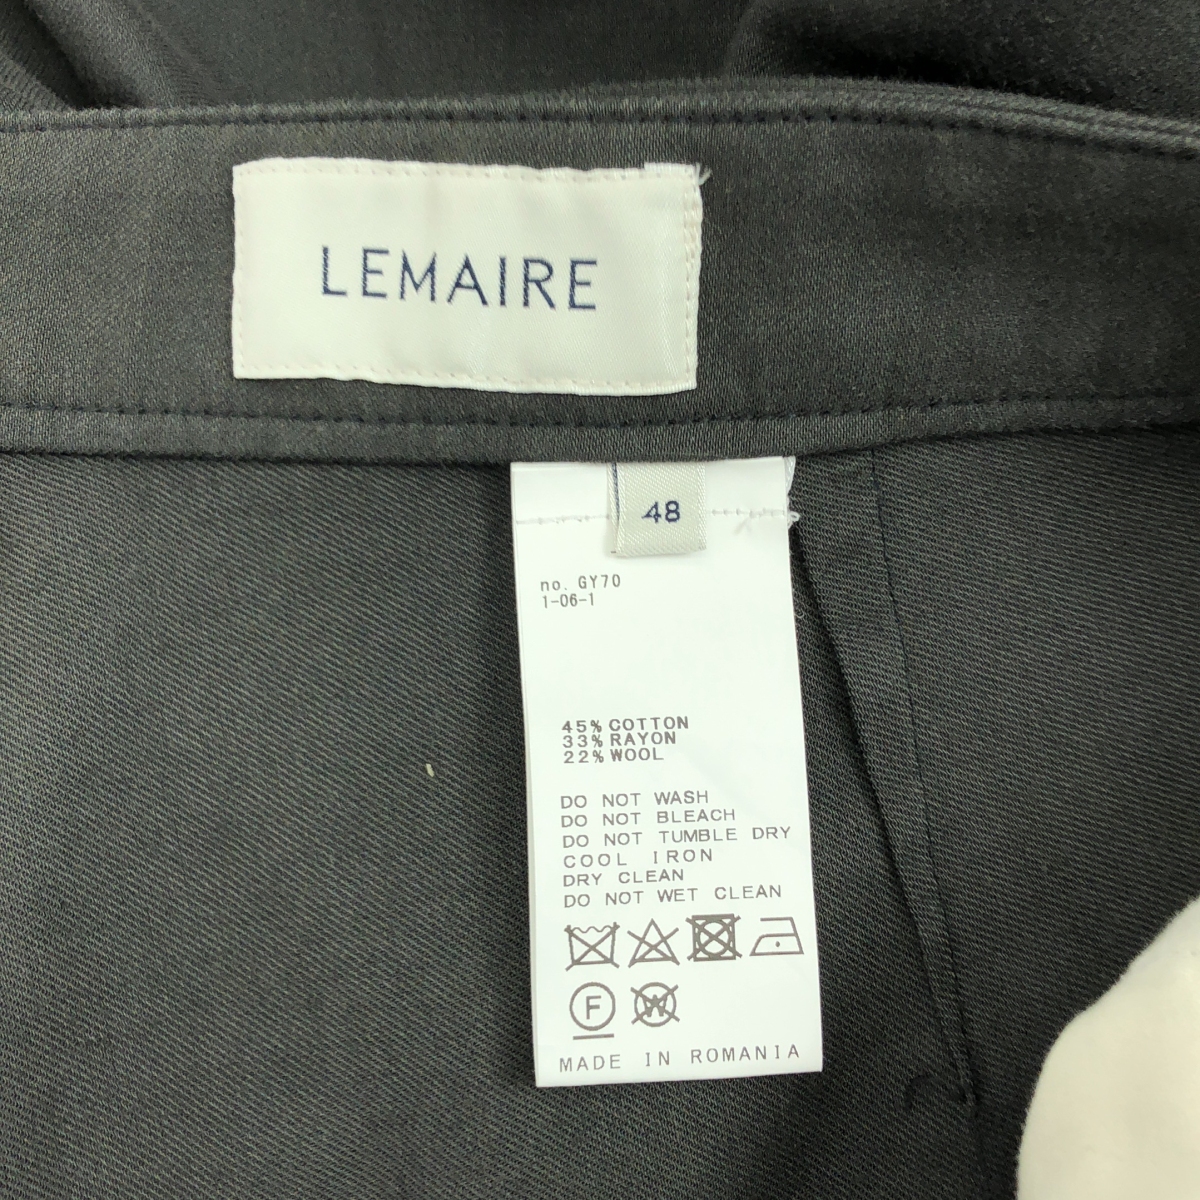 LEMAIRE
48
no. GY70
1-06-1
45% COTTON
33% RAYON
22% WOOL
DO NOT WASH
DO NOT BLEACH
DO NOT TUMBLE DRY
COOL IRON
DRY CLEAN
DO NOT WET CLEAN
F W
MADE IN ROMANIA